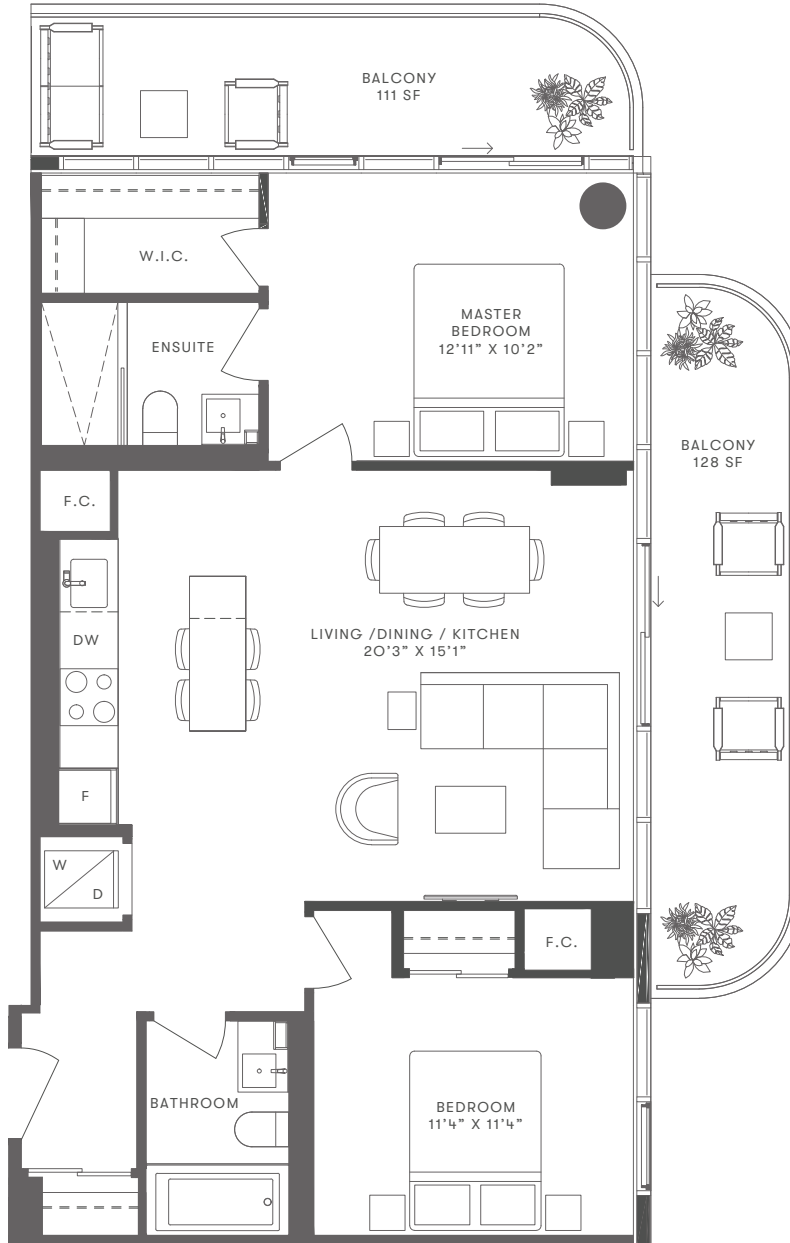 BALCONY
111 SF
W.I.C.
MASTER
BEDROOM
12'11" X 10'2"
ENSUITE
BALCONY
128 SF
F.C.
DW
LIVING /DINING / KITCHEN
20'3" X 15'1"
F
W
D
F.C.
BATHROOM
BEDROOM
11'4" X 11'4"